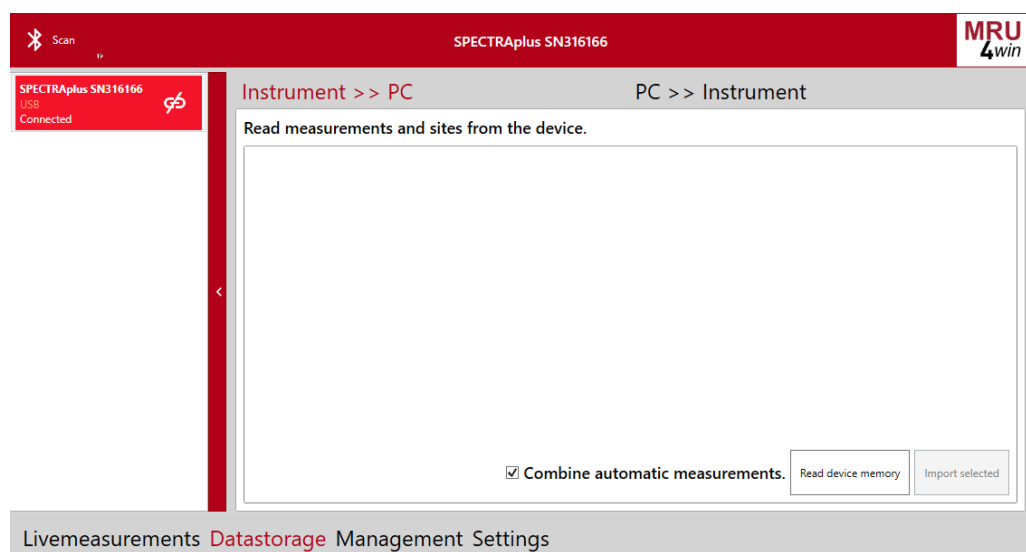 Scan
SPECTRAplus SN316166
MRU
4win
SPECTRAplus SN316166
USB
Connected
Instrument >> PC
PC >> Instrument
Read measurements and sites from the device.
Combine automatic measurements.
Read device memory
Import selected
Livemeasurements Datastorage Management Settings